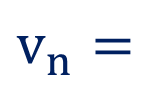 vₙ =